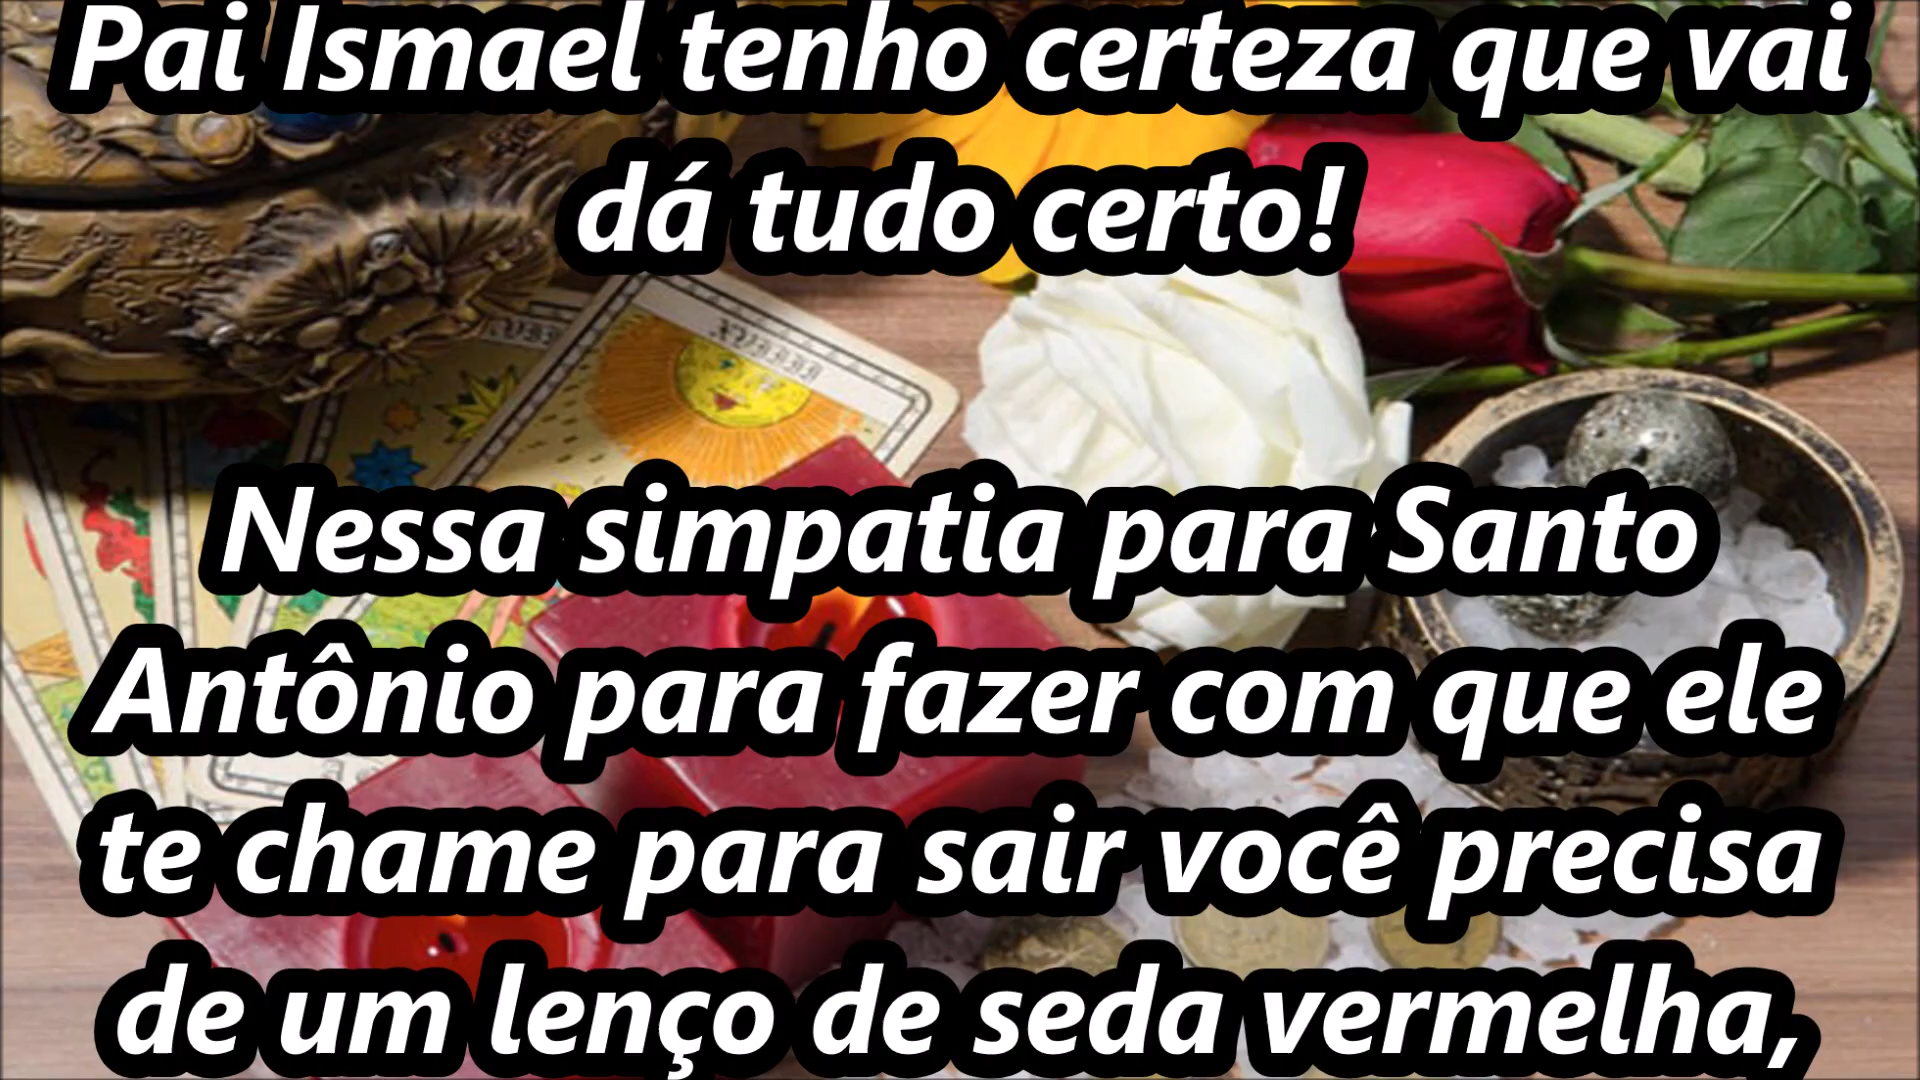 Pai Ismael tenho certeza que vai
dá tudo certo!
XVIIII
Nessa simpatia para Santo
Antônio para fazer com que ele
te chame para sair você precisa
de um lenço de seda vermelha,